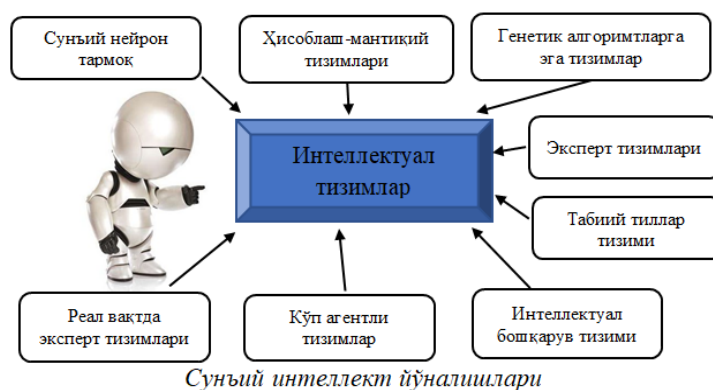 Сунъий нейрон
тармоқ
Ҳисоблаш-мантиқий
тизимлари
Генетик алгоримтларга
эга тизимлар
Интеллектуал
тизимлар
Эксперт тизимлари
Табиий тиллар
тизими
Реал вақтда
эксперт тизимлари
Кўп агентли
тизимлар
Интеллектуал
бошқарув тизими
Сунъий интеллект йўналишлари